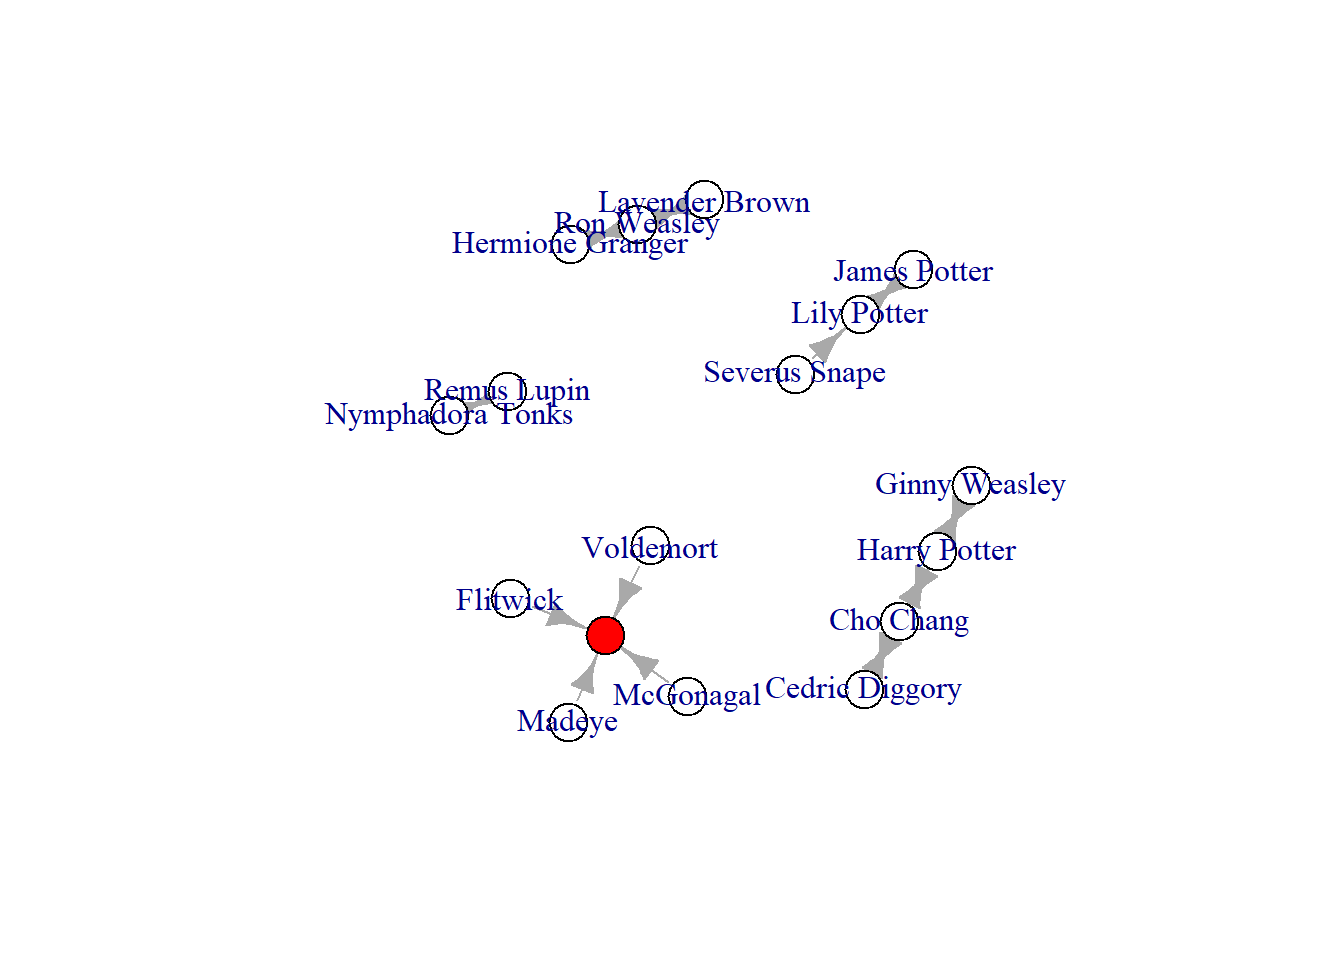 Lavender Brown
Ron Weasley
Hermione Granger
James Potter
Lily Potter
Severus Snape
Remus Lupin
Nymphadora Tonks
Ginny Weasley
Voldemort
Harry Potter
Flitwick
Cho Chang
McGonagal
Cedric Diggory
Madeye